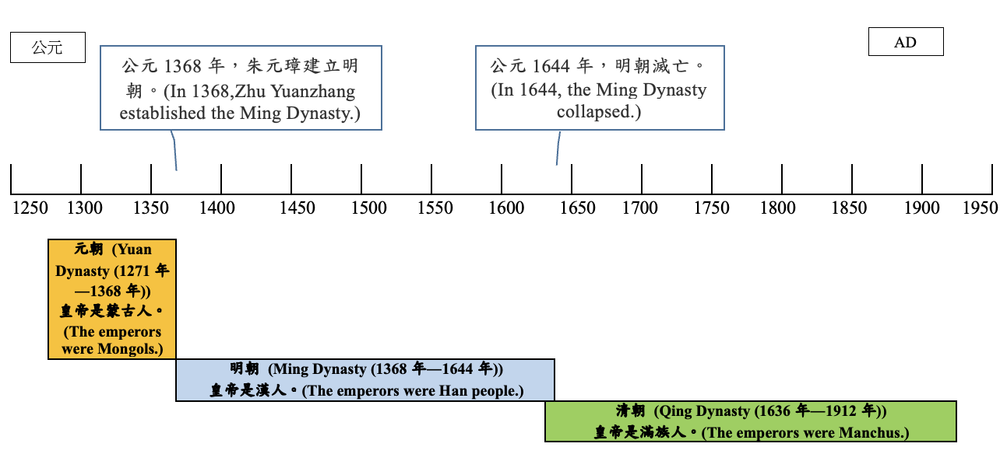 公元
AD
公元 1368 年，朱元璋建立明
朝。(In 1368,Zhu Yuanzhang
established the Ming Dynasty.)
公元 1644 年，明朝滅亡。
(In 1644, the Ming Dynasty
collapsed.)
1250 1300 1350 1400 1450 1500 1550 1600 1650 1700 1750 1800 1850 1900 1950
元朝 (Yuan
Dynasty (1271 年
—1368 年))
皇帝是蒙古人。
(The emperors
were Mongols.)
明朝 (Ming Dynasty (1368 年—1644 年))
皇帝是漢人。(The emperors were Han people.)
清朝 (Qing Dynasty (1636 年—1912 年))
皇帝是滿族人。(The emperors were Manchus.)